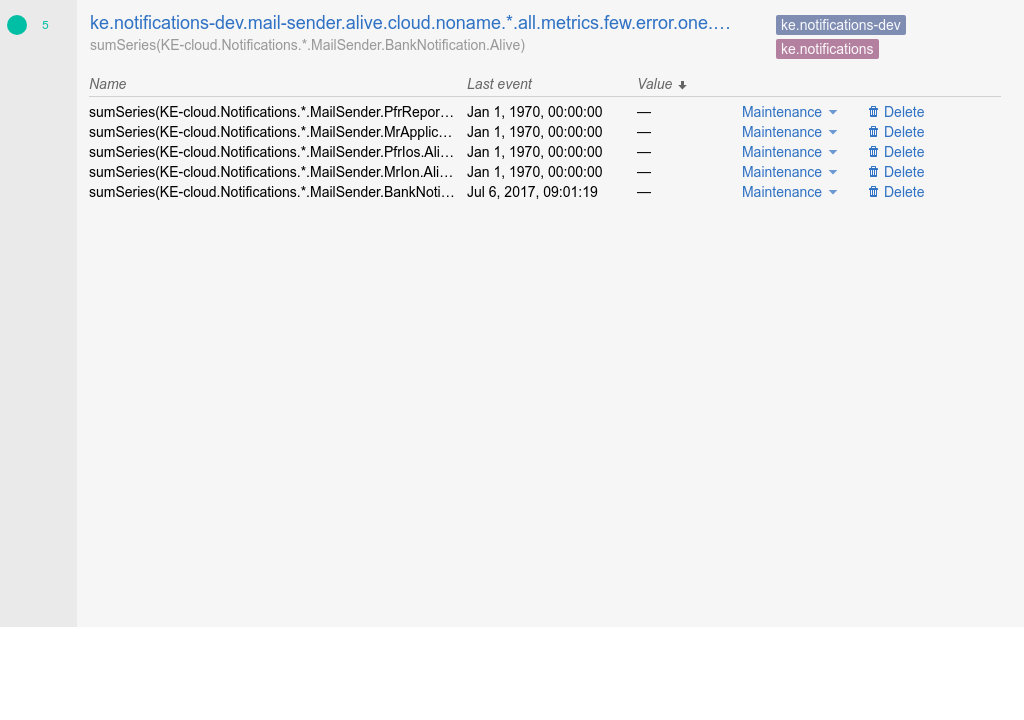 5
ke.notifications-dev.mail-sender.alive.cloud.noname.*.all.metrics.few.error.one.…
ke.notifications-dev
sumSeries(KE-cloud.Notifications.*.MailSender.BankNotification.Alive)
ke.notifications
Name Last event Value
sumSeries(KE-cloud.Notifications.*.MailSender.PfrRepor… Jan 1, 1970, 00:00:00 — Maintenance Delete
sumSeries(KE-cloud.Notifications.*.MailSender.MrApplic… Jan 1, 1970, 00:00:00 — Maintenance Delete
sumSeries(KE-cloud.Notifications.*.MailSender.PfrIos.Ali… Jan 1, 1970, 00:00:00 — Maintenance Delete
sumSeries(KE-cloud.Notifications.*.MailSender.MrIon.Ali… Jan 1, 1970, 00:00:00 — Maintenance Delete
sumSeries(KE-cloud.Notifications.*.MailSender.BankNoti… Jul 6, 2017, 09:01:19 — Maintenance Delete